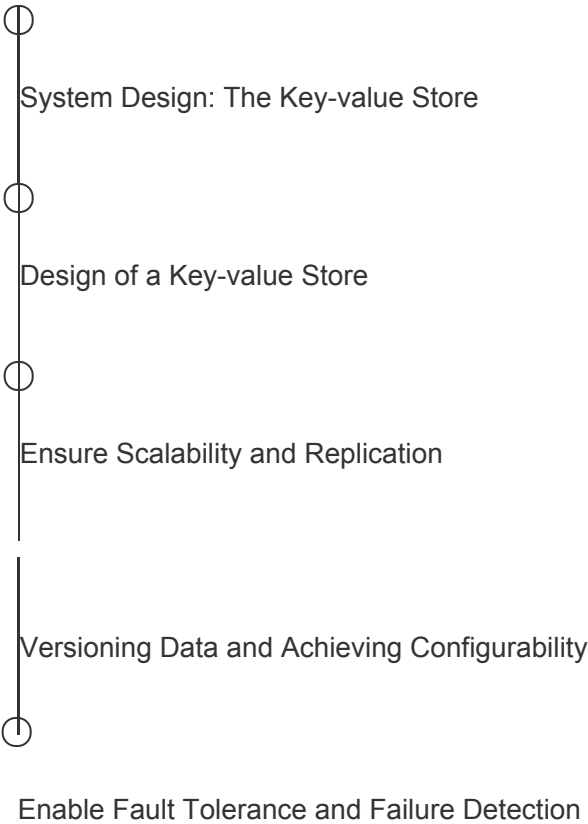 System Design: The Key-value Store
Design of a Key-value Store
Ensure Scalability and Replication
Versioning Data and Achieving Configurability
Enable Fault Tolerance and Failure Detection